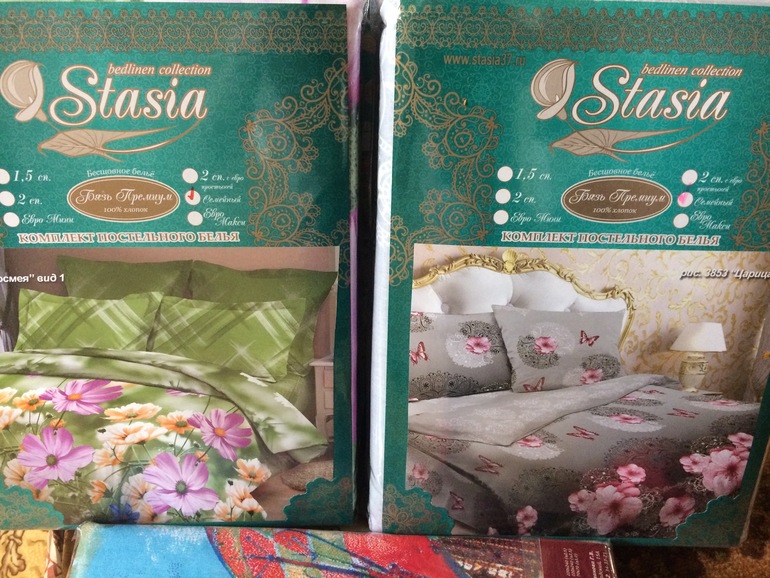 bedlinen collection
Stasia
1,5 сп.
Бесшовное бельё
2 сп. с евро
простыней
2 сп.
Бязь Премиум
Семейный
100% хлопок
Евро Мини
Евро
Макси
КОМПЛЕКТ ПОСТЕЛЬНОГО БЕЛЬЯ
осмея" вид 1
www.stasia37.ru
bedlinen collection
Stasia
1,5 сп.
Бесшовное бельё
2 сп. с евро
простыней
2 сп.
Бязь Премиум
Семейный
100% хлопок
Евро Мини
Евро
Макси
КОМПЛЕКТ ПОСТЕЛЬНОГО БЕЛЬЯ
рис. 3853 "Царица